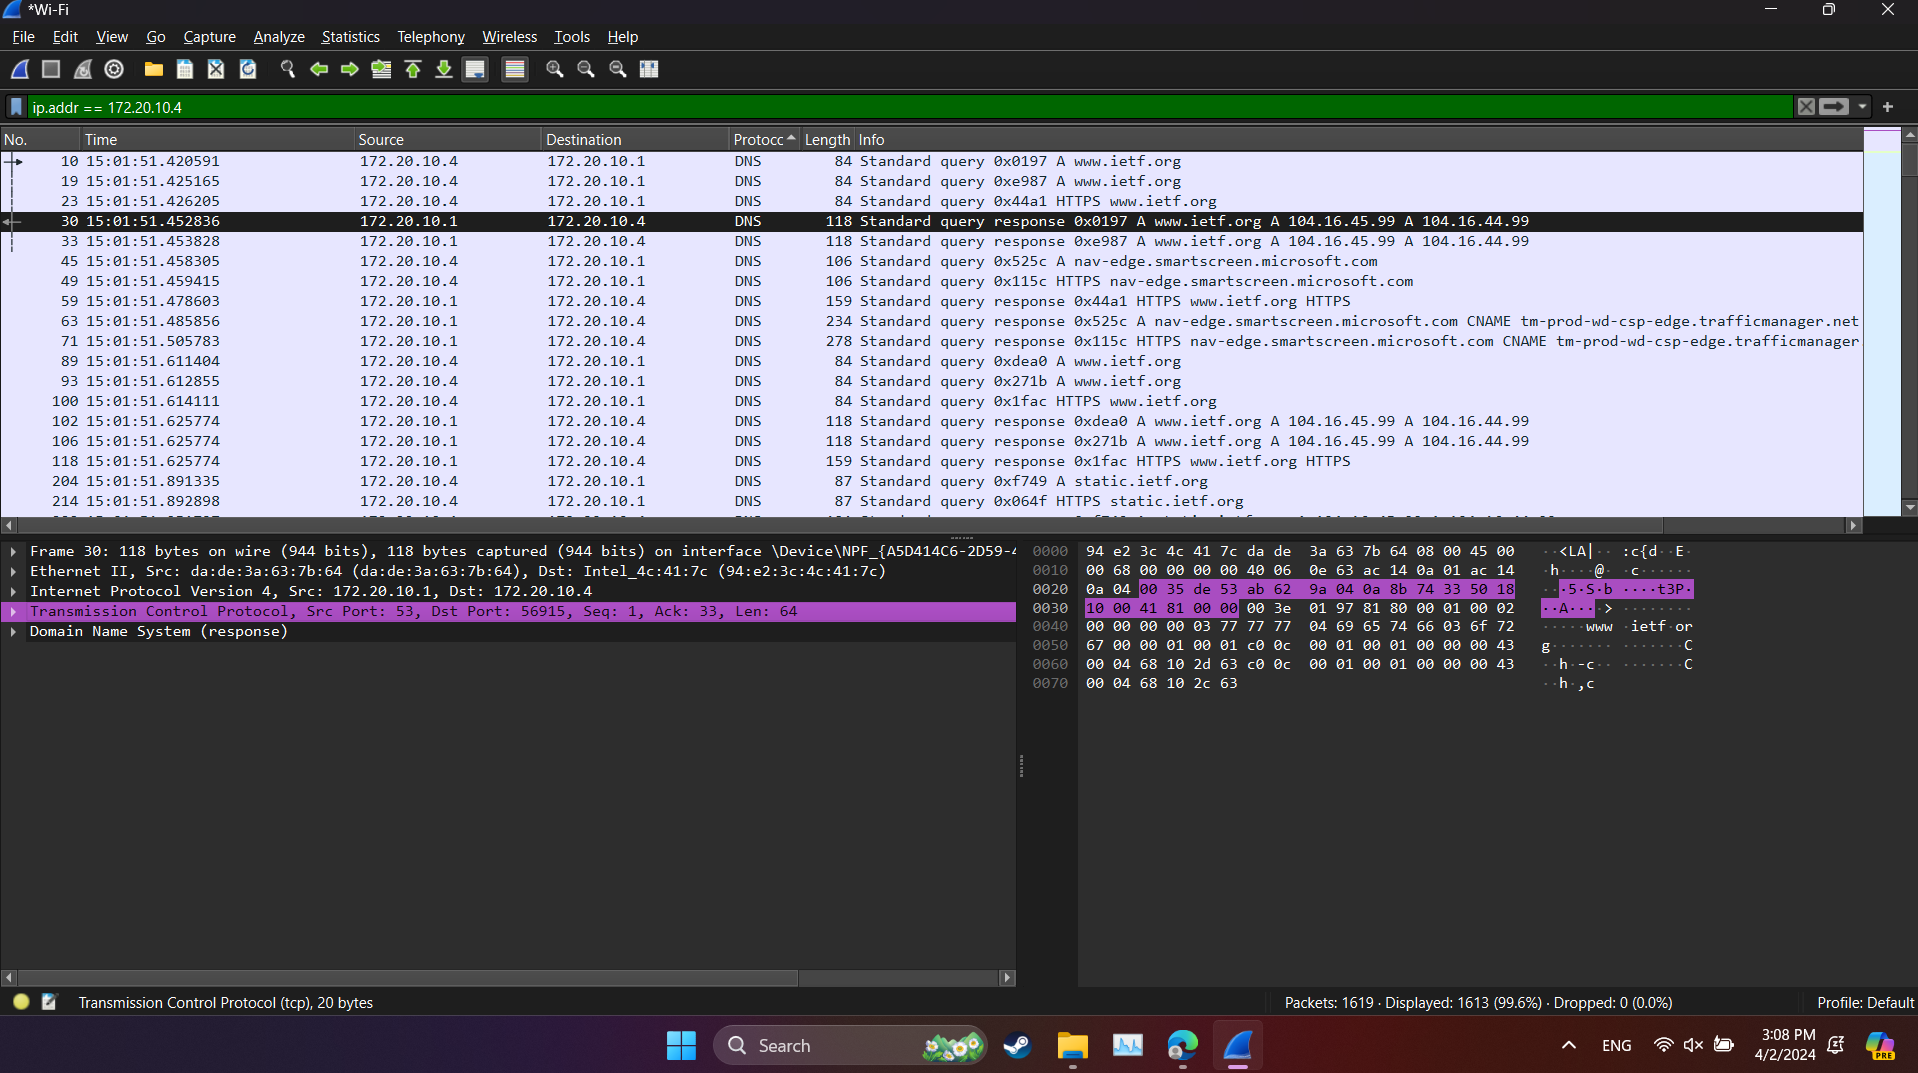 *Wi-Fi
File Edit View Go Capture Analyze Statistics Telephony Wireless Tools Help
ip.addr == 172.20.10.4
No. Time Source Destination Protocc Length Info
10 15:01:51.420591 172.20.10.4 172.20.10.1 DNS 84 Standard query 0x0197 A www.ietf.org
19 15:01:51.425165 172.20.10.4 172.20.10.1 DNS 84 Standard query 0xe987 A www.ietf.org
23 15:01:51.426205 172.20.10.4 172.20.10.1 DNS 84 Standard query 0x44a1 HTTPS www.ietf.org
30 15:01:51.452836 172.20.10.1 172.20.10.4 DNS 118 Standard query response 0x0197 A www.ietf.org A 104.16.45.99 A 104.16.44.99
33 15:01:51.453828 172.20.10.1 172.20.10.4 DNS 118 Standard query response 0xe987 A www.ietf.org A 104.16.45.99 A 104.16.44.99
45 15:01:51.458305 172.20.10.4 172.20.10.1 DNS 106 Standard query 0x525c A nav-edge.smartscreen.microsoft.com
49 15:01:51.459415 172.20.10.4 172.20.10.1 DNS 106 Standard query 0x115c HTTPS nav-edge.smartscreen.microsoft.com
59 15:01:51.478603 172.20.10.1 172.20.10.4 DNS 159 Standard query response 0x44a1 HTTPS www.ietf.org HTTPS
63 15:01:51.485856 172.20.10.1 172.20.10.4 DNS 234 Standard query response 0x525c A nav-edge.smartscreen.microsoft.com CNAME tm-prod-wd-csp-edge.trafficmanager.net
71 15:01:51.505783 172.20.10.1 172.20.10.4 DNS 278 Standard query response 0x115c HTTPS nav-edge.smartscreen.microsoft.com CNAME tm-prod-wd-csp-edge.trafficmanager
89 15:01:51.611404 172.20.10.4 172.20.10.1 DNS 84 Standard query 0xdea0 A www.ietf.org
93 15:01:51.612855 172.20.10.4 172.20.10.1 DNS 84 Standard query 0x271b A www.ietf.org
100 15:01:51.614111 172.20.10.4 172.20.10.1 DNS 84 Standard query 0x1fac HTTPS www.ietf.org
102 15:01:51.625774 172.20.10.1 172.20.10.4 DNS 118 Standard query response 0xdea0 A www.ietf.org A 104.16.45.99 A 104.16.44.99
106 15:01:51.625774 172.20.10.1 172.20.10.4 DNS 118 Standard query response 0x271b A www.ietf.org A 104.16.45.99 A 104.16.44.99
118 15:01:51.625774 172.20.10.1 172.20.10.4 DNS 159 Standard query response 0x1fac HTTPS www.ietf.org HTTPS
204 15:01:51.891335 172.20.10.4 172.20.10.1 DNS 87 Standard query 0xf749 A static.ietf.org
214 15:01:51.892898 172.20.10.4 172.20.10.1 DNS 87 Standard query 0x064f HTTPS static.ietf.org
Frame 30: 118 bytes on wire (944 bits), 118 bytes captured (944 bits) on interface \Device\NPF_{A5D414C6-2D59-4
Ethernet II, Src: da:de:3a:63:7b:64 (da:de:3a:63:7b:64), Dst: Intel_4c:41:7c (94:e2:3c:4c:41:7c)
Internet Protocol Version 4, Src: 172.20.10.1, Dst: 172.20.10.4
Transmission Control Protocol, Src Port: 53, Dst Port: 56915, Seq: 1, Ack: 33, Len: 64
Domain Name System (response)
0000 94 e2 3c 4c 41 7c da de 3a 63 7b 64 08 00 45 00 ··<LA|·· :c{d··E·
0010 00 68 00 00 00 00 40 06 0e 63 ac 14 0a 01 ac 14 ·h····@· ·c······
0020 0a 04 00 35 de 53 ab 62 9a 04 0a 8b 74 33 50 18 ···5·S·b ····t3P·
0030 10 00 41 81 00 00 00 3e 01 97 81 80 00 01 00 02 ··A····> ········
0040 00 00 00 00 03 77 77 77 04 69 65 74 66 03 6f 72 ·····www ·ietf·or
0050 67 00 00 01 00 01 c0 0c 00 01 00 01 00 00 00 43 g······· ·······C
0060 00 04 68 10 2d 63 c0 0c 00 01 00 01 00 00 00 43 ··h·-c·· ·······C
0070 00 04 68 10 2c 63 ··h·,c
Transmission Control Protocol (tcp), 20 bytes
Packets: 1619 · Displayed: 1613 (99.6%) · Dropped: 0 (0.0%)
Profile: Default
Search
ENG
3:08 PM
4/2/2024
PRE